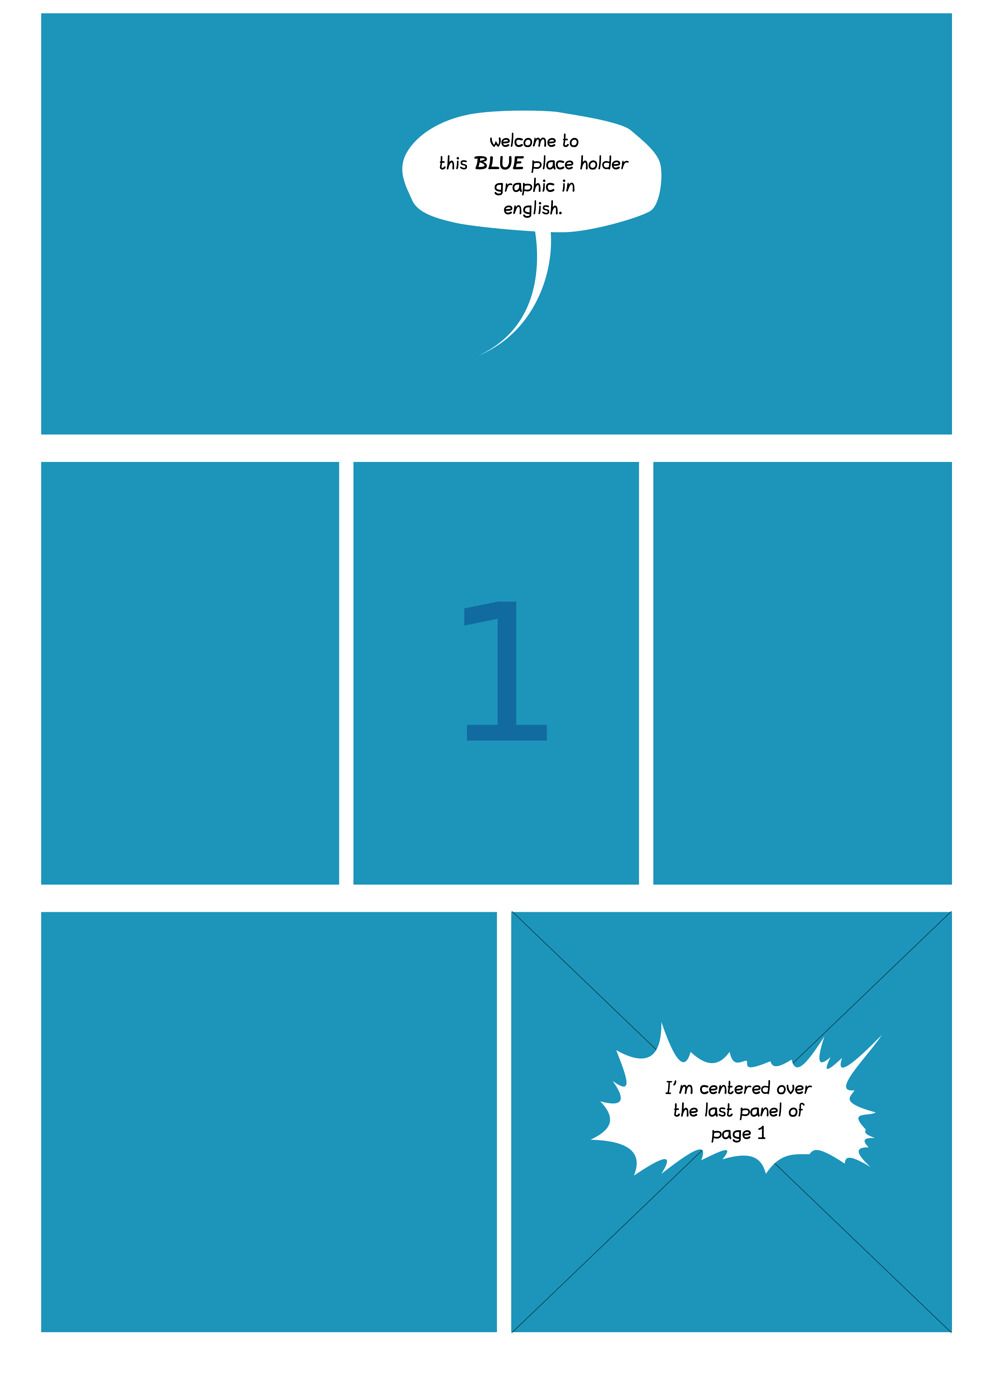 welcome to
this BLUE place holder
graphic in
english.
1
I'm centered over
the last panel of
page 1